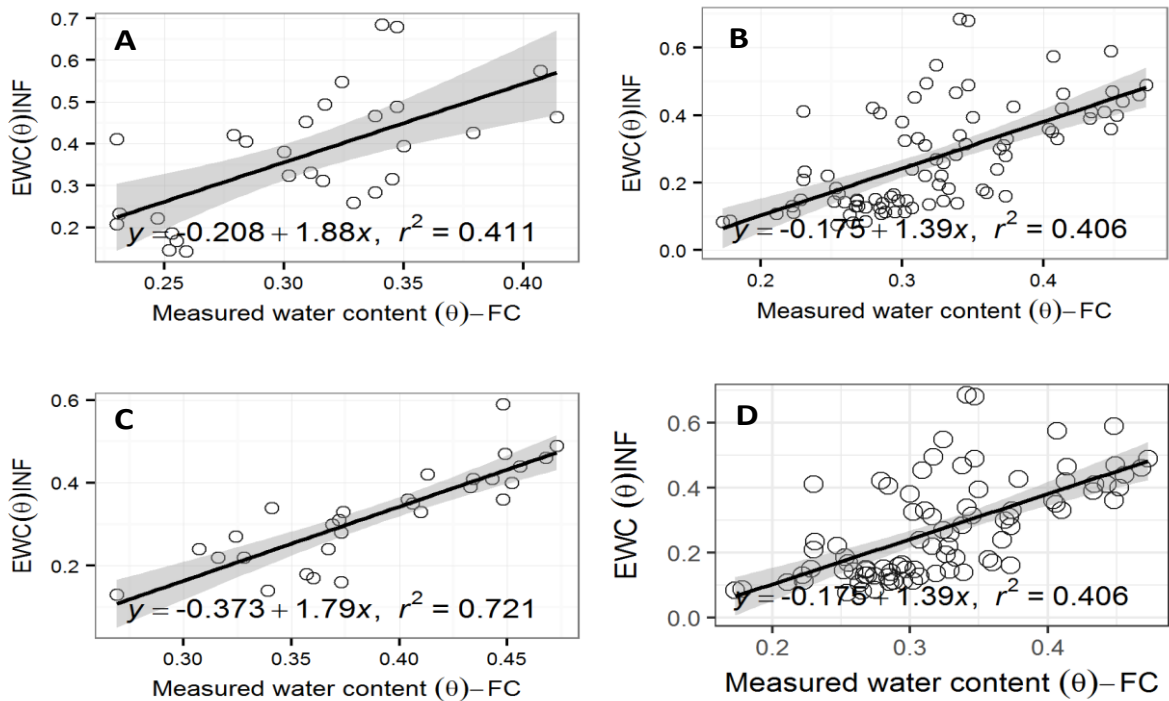 A
EWC(θ)INF
0.7
0.6
0.5
0.4
0.3
0.2
y = -0.208 + 1.88x, r² = 0.411
0.25 0.30 0.35 0.40
Measured water content (θ)–FC
B
EWC(θ)INF
0.6
0.4
0.2
0.0
y = -0.175 + 1.39x, r² = 0.406
0.2 0.3 0.4
Measured water content (θ)–FC
C
EWC(θ)INF
0.6
0.4
0.2
y = -0.373 + 1.79x, r² = 0.721
0.30 0.35 0.40 0.45
Measured water content (θ)–FC
D
EWC (θ)INF
0.6
0.4
0.2
0.0
y = -0.175 + 1.39x, r² = 0.406
0.2 0.3 0.4
Measured water content (θ)–FC